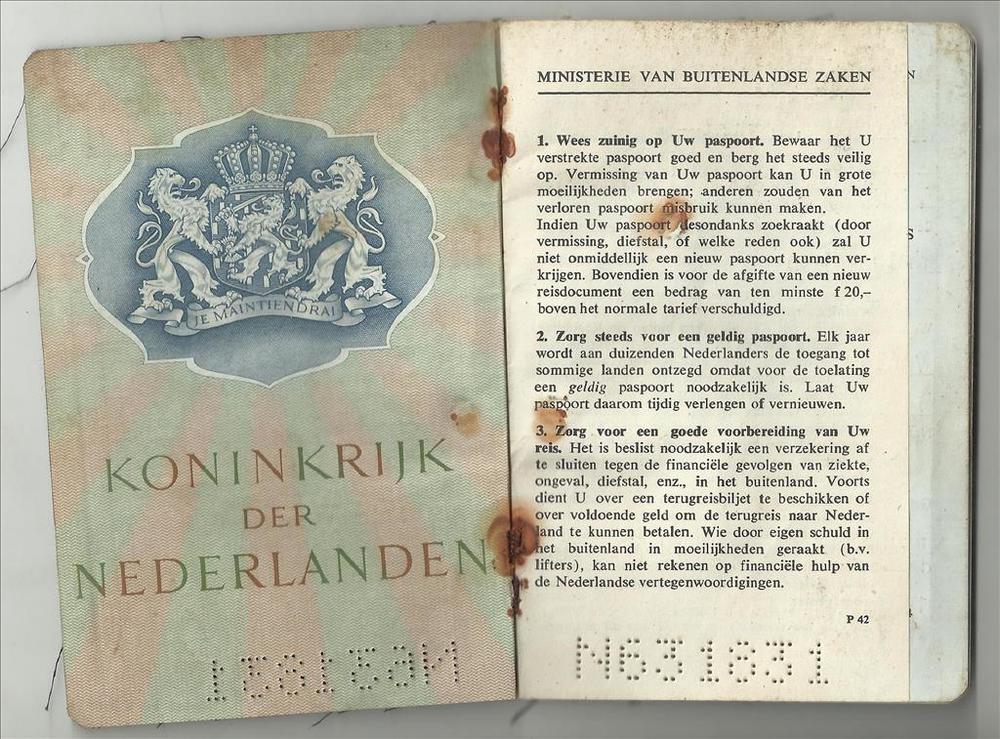 JE MAINTIENDRAI
KONINKRIJK
DER
NEDERLANDEN
N631831
MINISTERIE VAN BUITENLANDSE ZAKEN
1. Wees zuinig op Uw paspoort. Bewaar het U
verstrekte paspoort goed en berg het steeds veilig
op. Vermissing van Uw paspoort kan U in grote
moeilijkheden brengen; anderen zouden van het
verloren paspoort misbruik kunnen maken.
Indien Uw paspoort desondanks zoekraakt (door
vermissing, diefstal, of welke reden ook) zal U
niet onmiddellijk een nieuw paspoort kunnen ver-
krijgen. Bovendien is voor de afgifte van een nieuw
reisdocument een bedrag van ten minste f 20,–
boven het normale tarief verschuldigd.
2. Zorg steeds voor een geldig paspoort. Elk jaar
wordt aan duizenden Nederlanders de toegang tot
sommige landen ontzegd omdat voor de toelating
een geldig paspoort noodzakelijk is. Laat Uw
paspoort daarom tijdig verlengen of vernieuwen.
3. Zorg voor een goede voorbereiding van Uw
reis. Het is beslist noodzakelijk een verzekering af
te sluiten tegen de financiële gevolgen van ziekte,
ongeval, diefstal, enz., in het buitenland. Voorts
dient U over een terugreisbiljet te beschikken of
over voldoende geld om de terugreis naar Neder-
land te kunnen betalen. Wie door eigen schuld in
het buitenland in moeilijkheden geraakt (b.v.
lifters), kan niet rekenen op financiële hulp van
de Nederlandse vertegenwoordigingen.
P 42
N631831